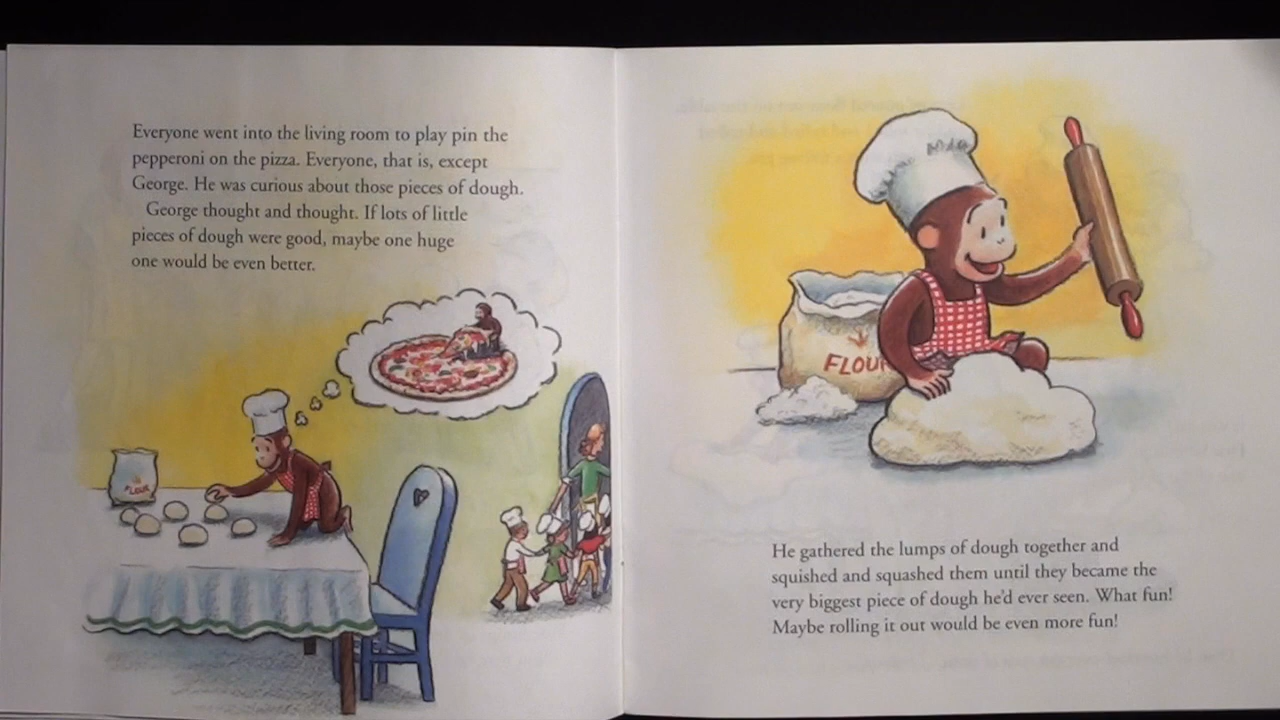 Everyone went into the living room to play pin the
pepperoni on the pizza. Everyone, that is, except
George. He was curious about those pieces of dough.
George thought and thought. If lots of little
pieces of dough were good, maybe one huge
one would be even better.
FLOUR
FLOUR
He gathered the lumps of dough together and
squished and squashed them until they became the
very biggest piece of dough he'd ever seen. What fun!
Maybe rolling it out would be even more fun!